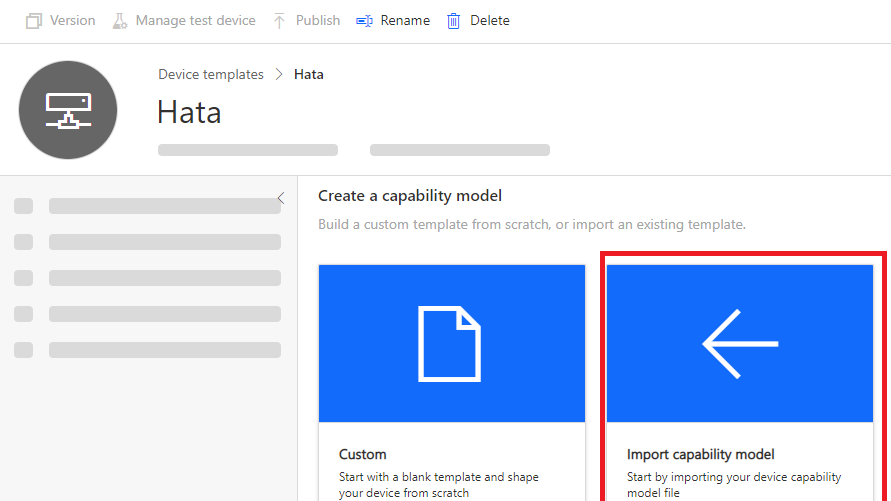 Version Manage test device Publish Rename Delete
Device templates > Hata
Hata
Create a capability model
Build a custom template from scratch, or import an existing template.
Custom
Start with a blank template and shape
your device from scratch
Import capability model
Start by importing your device capability
model file